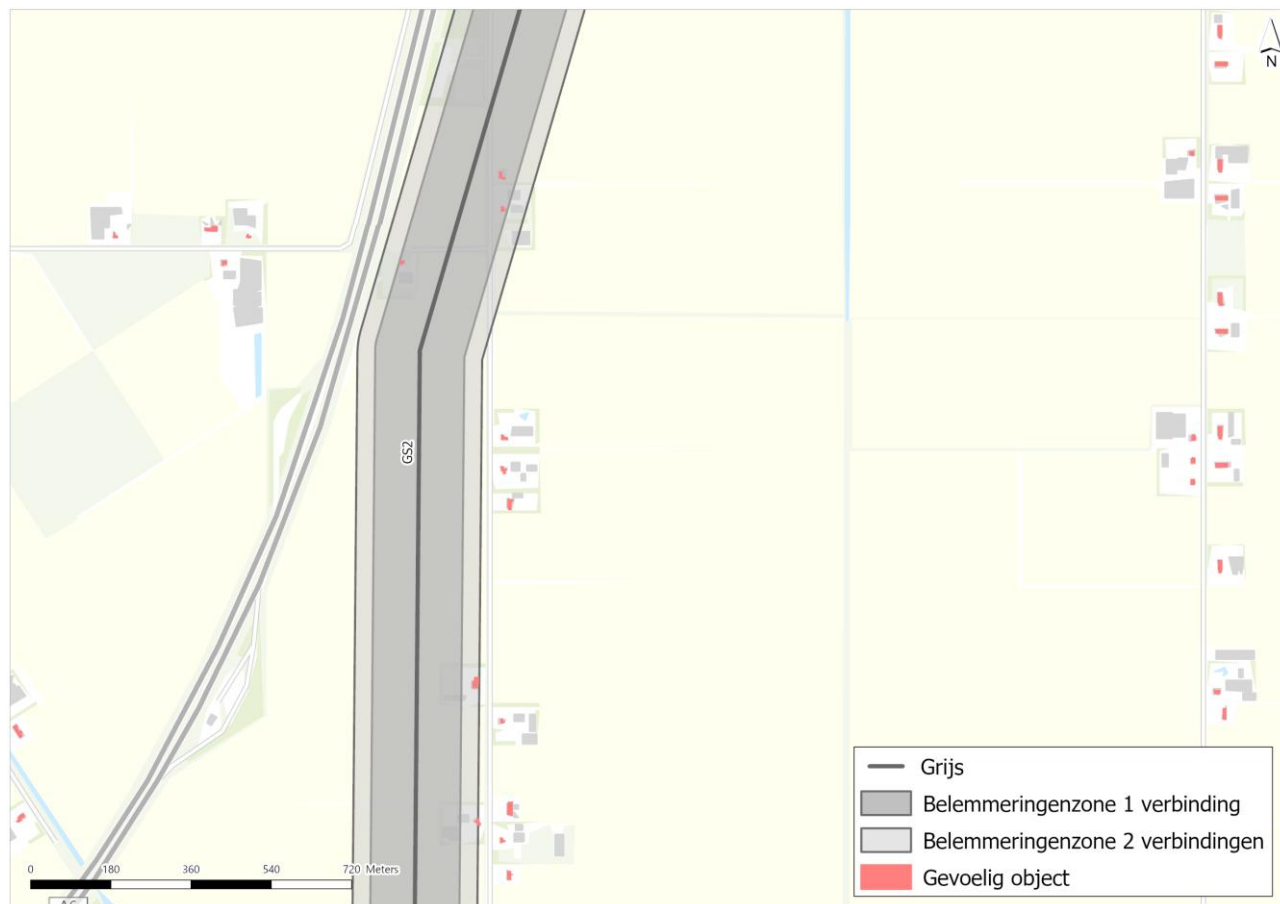 N
GS2
Grijs
Belemmeringenzone 1 verbinding
Belemmeringenzone 2 verbindingen
Gevoelig object
0 180 360 540 720 Meters